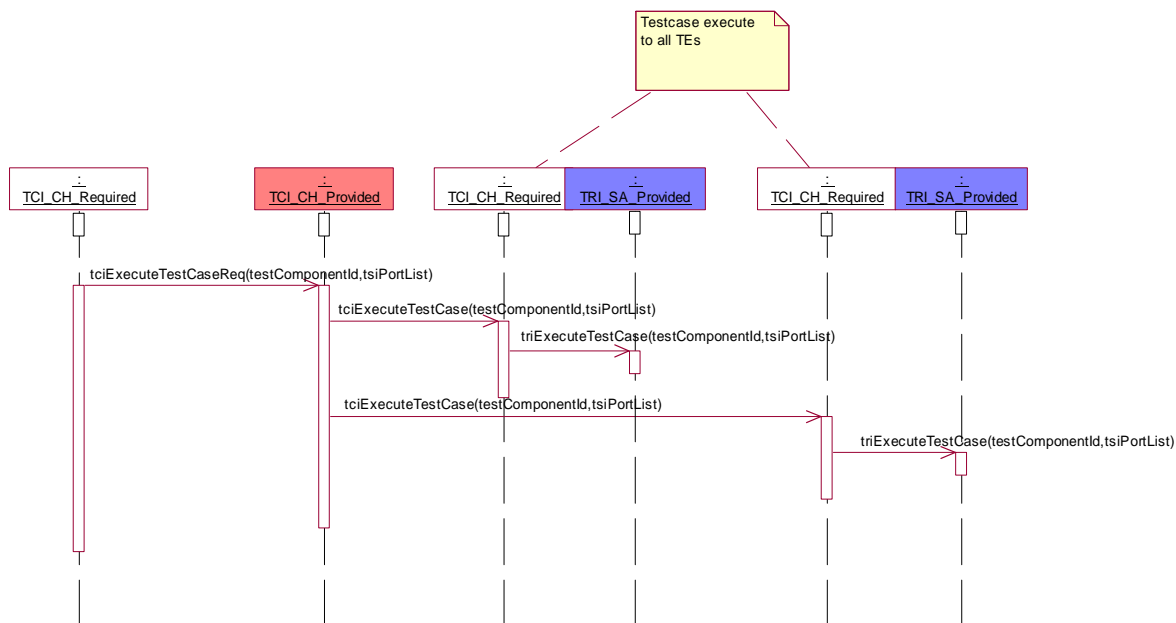 Testcase execute
to all TEs
:
TCI_CH_Required
:
TCI_CH_Provided
:
TCI_CH_Required
:
TRI_SA_Provided
:
TCI_CH_Required
:
TRI_SA_Provided
tciExecuteTestCaseReq(testComponentId,tsiPortList)
tciExecuteTestCase(testComponentId,tsiPortList)
triExecuteTestCase(testComponentId,tsiPortList)
tciExecuteTestCase(testComponentId,tsiPortList)
triExecuteTestCase(testComponentId,tsiPortList)